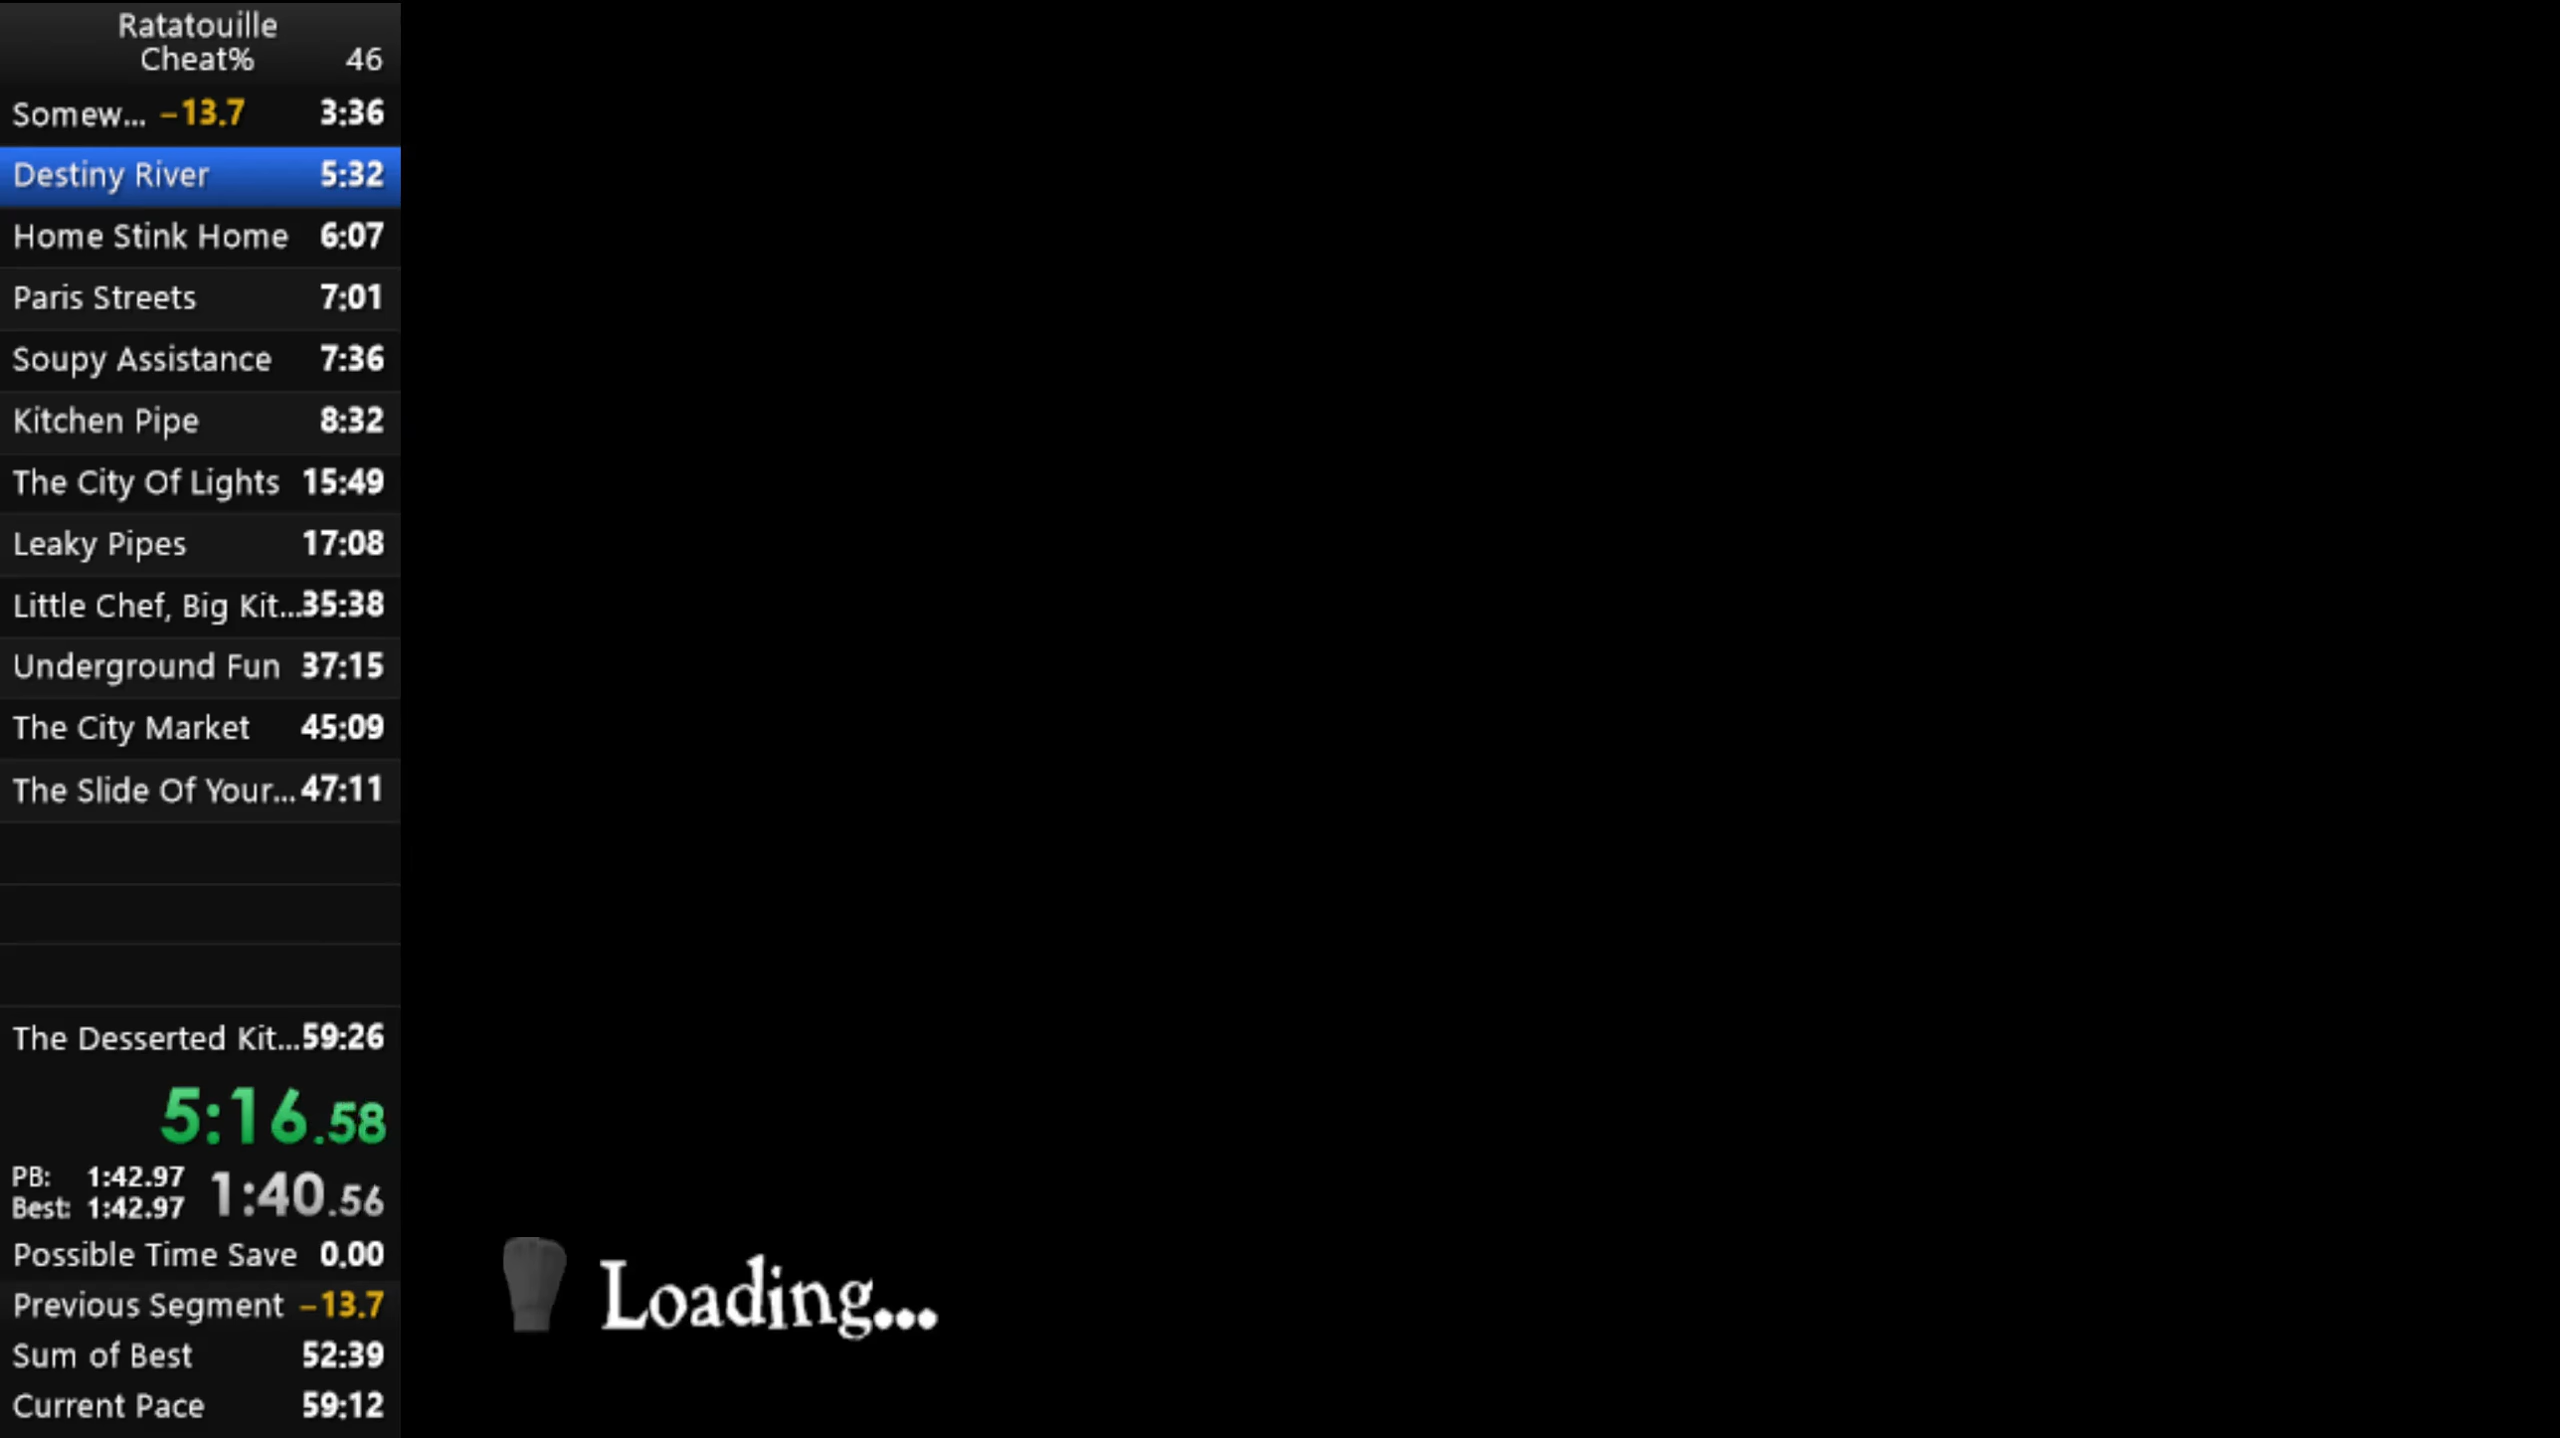 Ratatouille
Cheat% 46
Somew... −13.7 3:36
Destiny River 5:32
Home Stink Home 6:07
Paris Streets 7:01
Soupy Assistance 7:36
Kitchen Pipe 8:32
The City Of Lights 15:49
Leaky Pipes 17:08
Little Chef, Big Kit... 35:38
Underground Fun 37:15
The City Market 45:09
The Slide Of Your... 47:11
The Desserted Kit... 59:26
5:16.58
PB: 1:42.97 1:40.56
Best: 1:42.97
Possible Time Save 0.00
Previous Segment −13.7
Sum of Best 52:39
Current Pace 59:12
Loading...